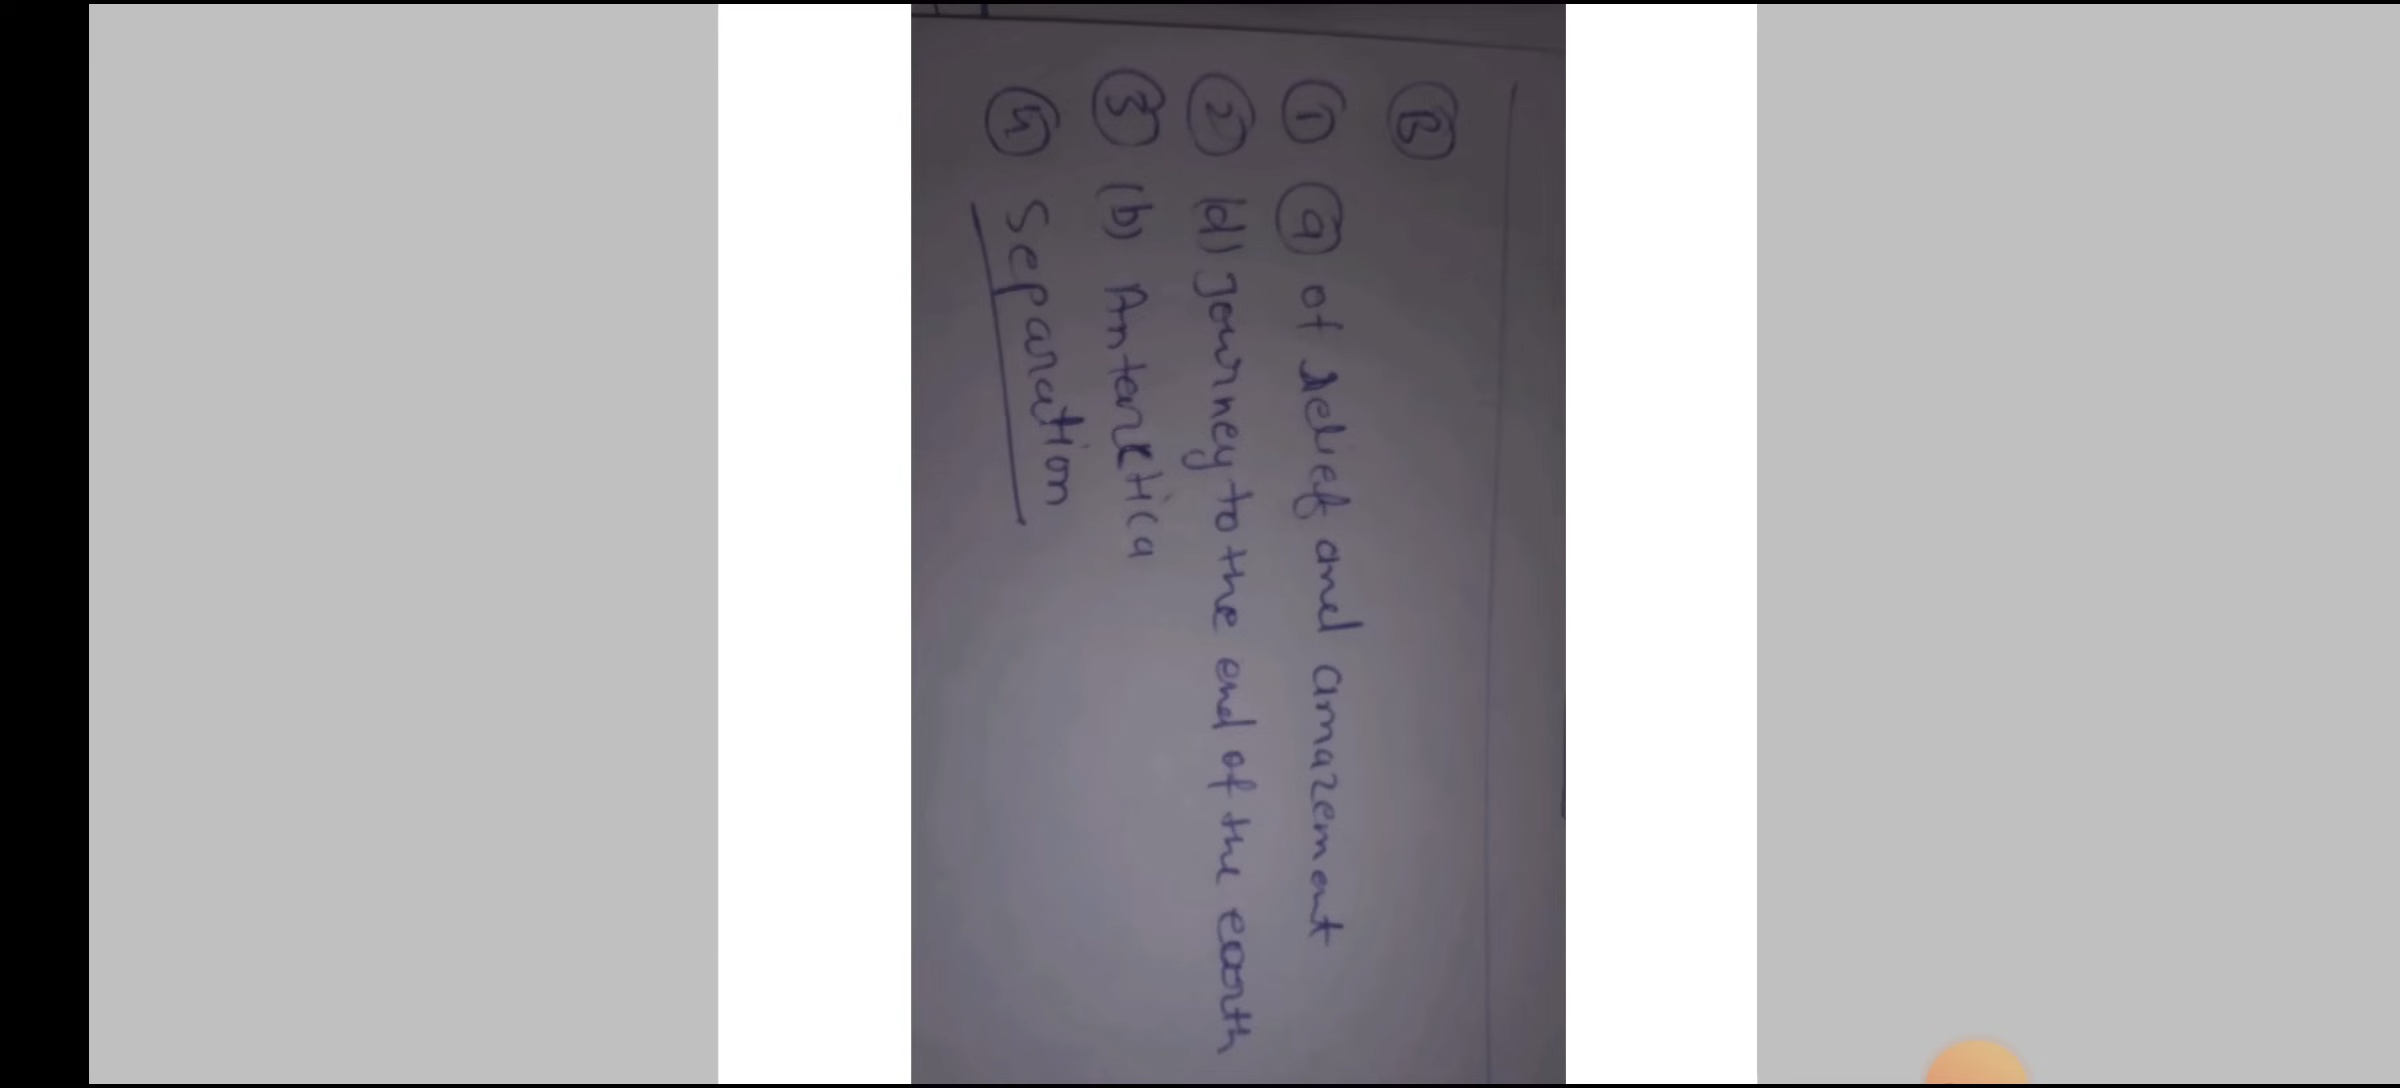 B
1 a of relief and amazement
2 (d) Journey to the end of the earth
3 (b) Antarctica
4 Separation